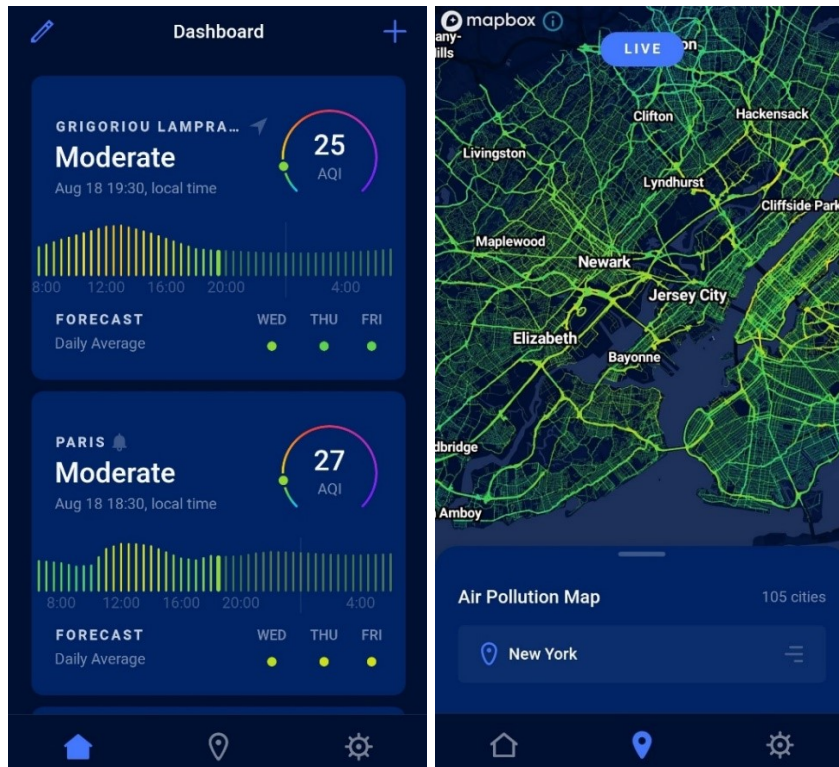 Dashboard
GRIGORIOU LAMPRA...
Moderate
Aug 18 19:30, local time
25
AQI
8:00 12:00 16:00 20:00 4:00
FORECAST WED THU FRI
Daily Average
PARIS
Moderate
Aug 18 18:30, local time
27
AQI
8:00 12:00 16:00 20:00 4:00
FORECAST WED THU FRI
Daily Average
mapbox
LIVE
any-
ills
on
Clifton
Hackensack
Livingston
Lyndhurst
Cliffside Park
Maplewood
Newark
Jersey City
Elizabeth
Bayonne
dbridge
Amboy
Air Pollution Map 105 cities
New York